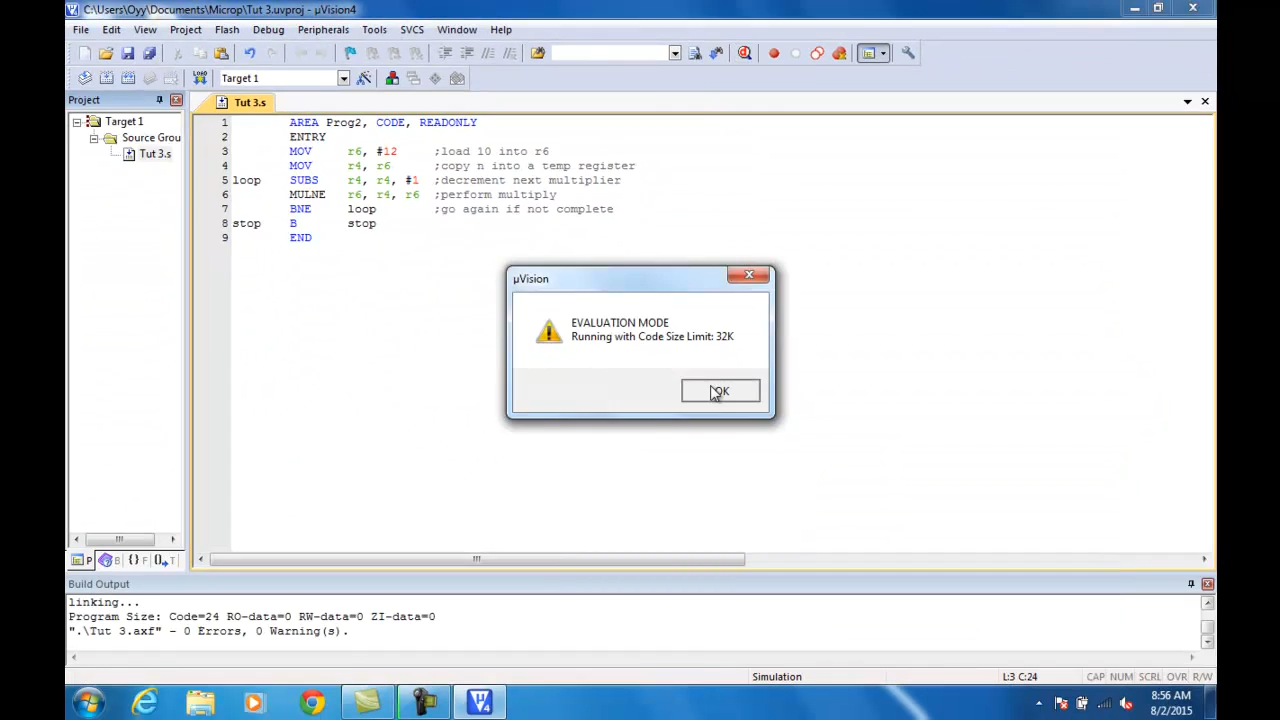 C:\Users\Oyy\Documents\Microp\Tut 3.uvproj - µVision4
File Edit View Project Flash Debug Peripherals Tools SVCS Window Help
Target 1
Project
Tut 3.s
Target 1
Source Grou
Tut 3.s
1 AREA Prog2, CODE, READONLY
2 ENTRY
3 MOV r6, #12 ;load 10 into r6
4 MOV r4, r6 ;copy n into a temp register
5 loop SUBS r4, r4, #1 ;decrement next multiplier
6 MULNE r6, r4, r6 ;perform multiply
7 BNE loop ;go again if not complete
8 stop B stop
9 END
µVision
EVALUATION MODE
Running with Code Size Limit: 32K
OK
P B {} F 0 T
Build Output
linking...
Program Size: Code=24 RO-data=0 RW-data=0 ZI-data=0
".\Tut 3.axf" - 0 Errors, 0 Warning(s).
Simulation L:3 C:24 CAP NUM SCRL OVR R/W
8:56 AM
8/2/2015